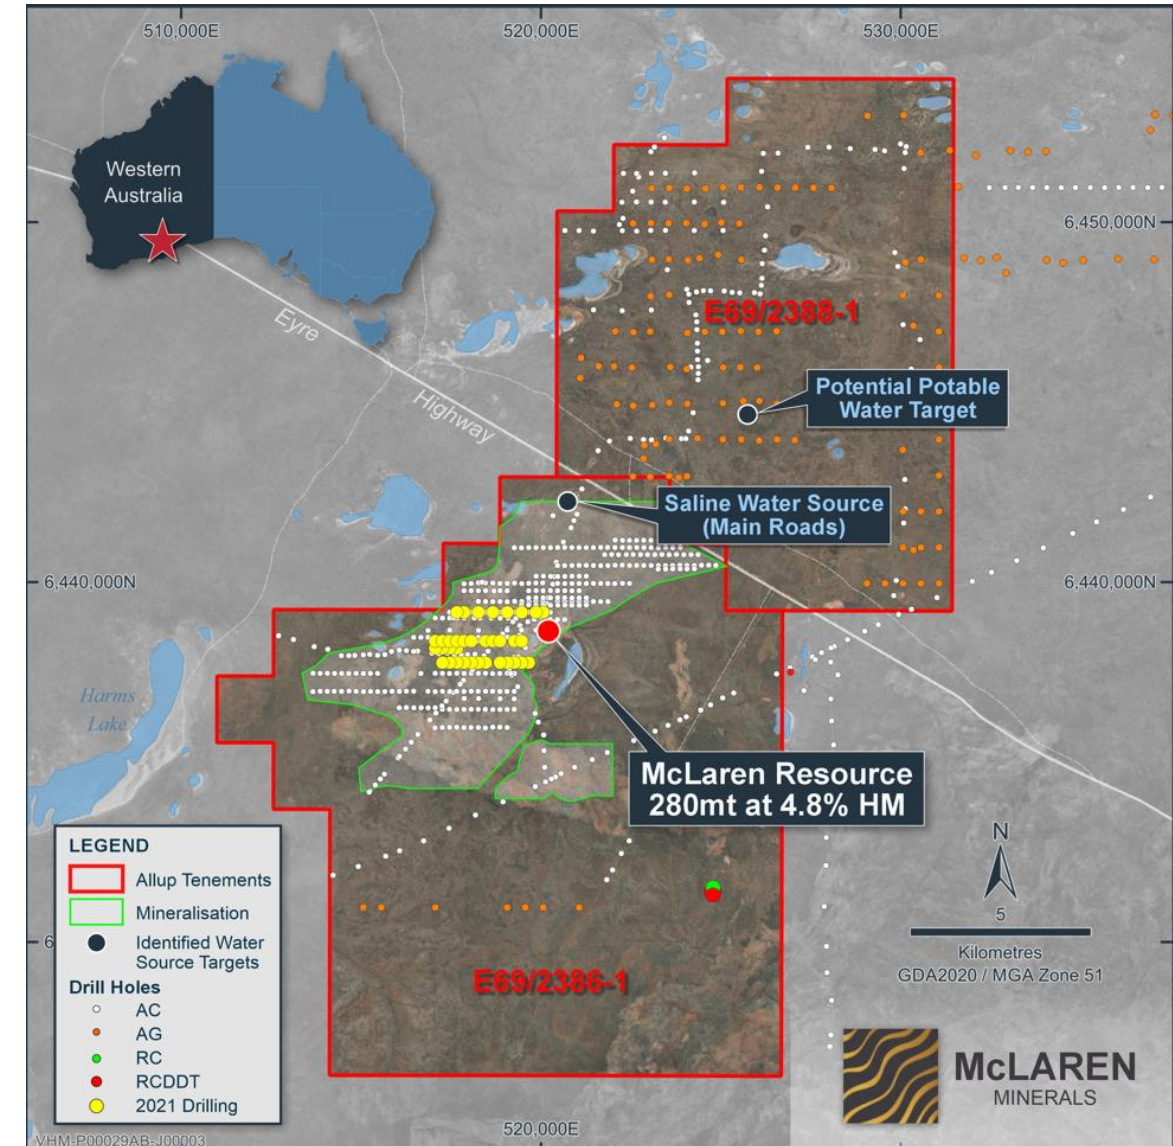 510,000E
520,000E
530,000E
Western
Australia
6,450,000N
Eyre
Highway
E69/2388-1
Potential Potable
Water Target
Saline Water Source
(Main Roads)
6,440,000N
6,440,000N
Harms
Lake
McLaren Resource
280mt at 4.8% HM
N
5
Kilometres
GDA2020 / MGA Zone 51
LEGEND
Allup Tenements
Mineralisation
Identified Water
Source Targets
Drill Holes
AC
AG
RC
RCDDT
2021 Drilling
6
E69/2386-1
McLAREN
MINERALS
520,000E
VHM-P00029AB-J00003